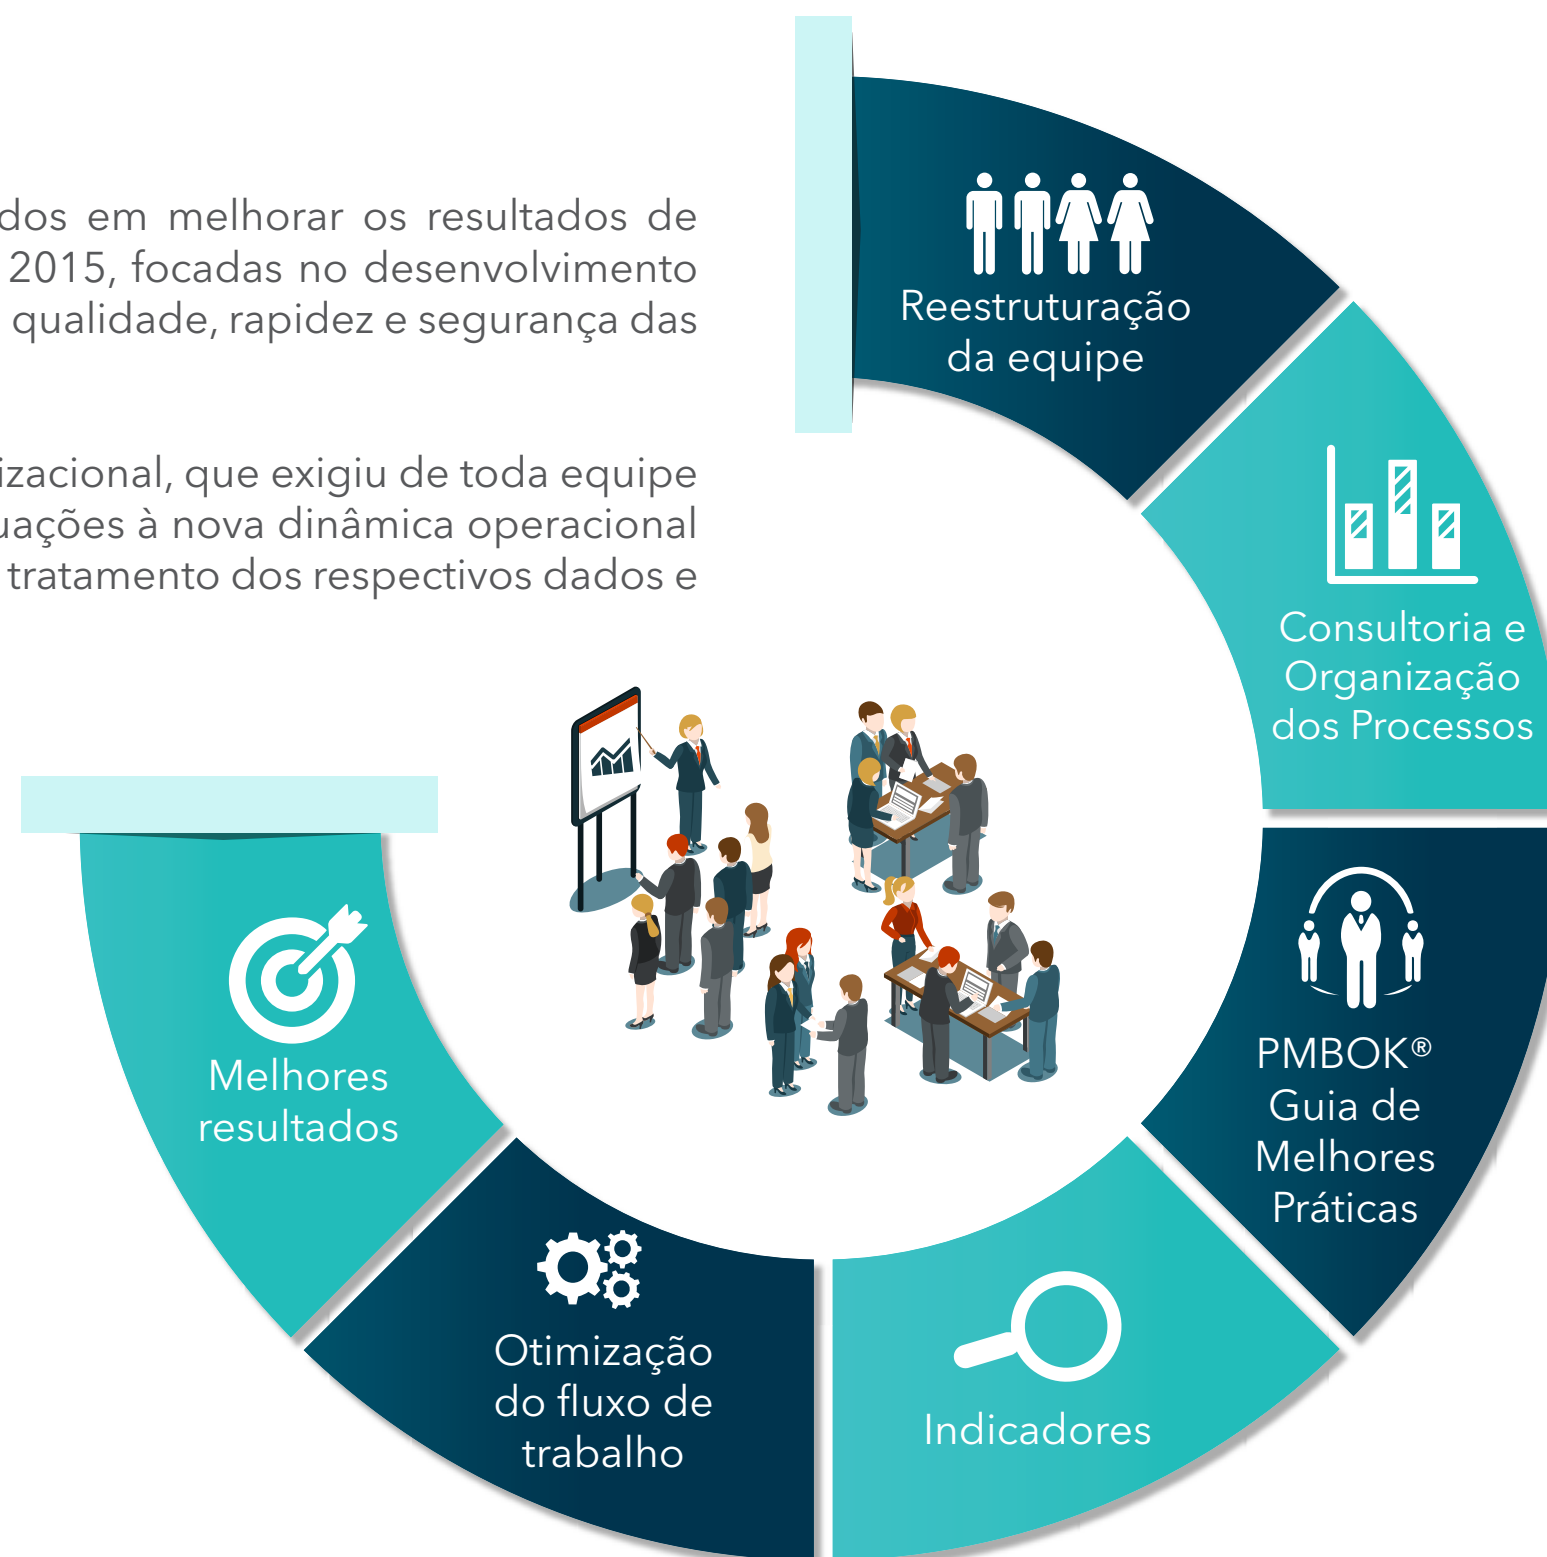 dos em melhorar os resultados de
2015, focadas no desenvolvimento
qualidade, rapidez e segurança das
izacional, que exigiu de toda equipe
uações à nova dinâmica operacional
tratamento dos respectivos dados e
Reestruturação
da equipe
Consultoria e
Organização
dos Processos
PMBOK®
Guia de
Melhores
Práticas
Indicadores
Otimização
do fluxo de
trabalho
Melhores
resultados